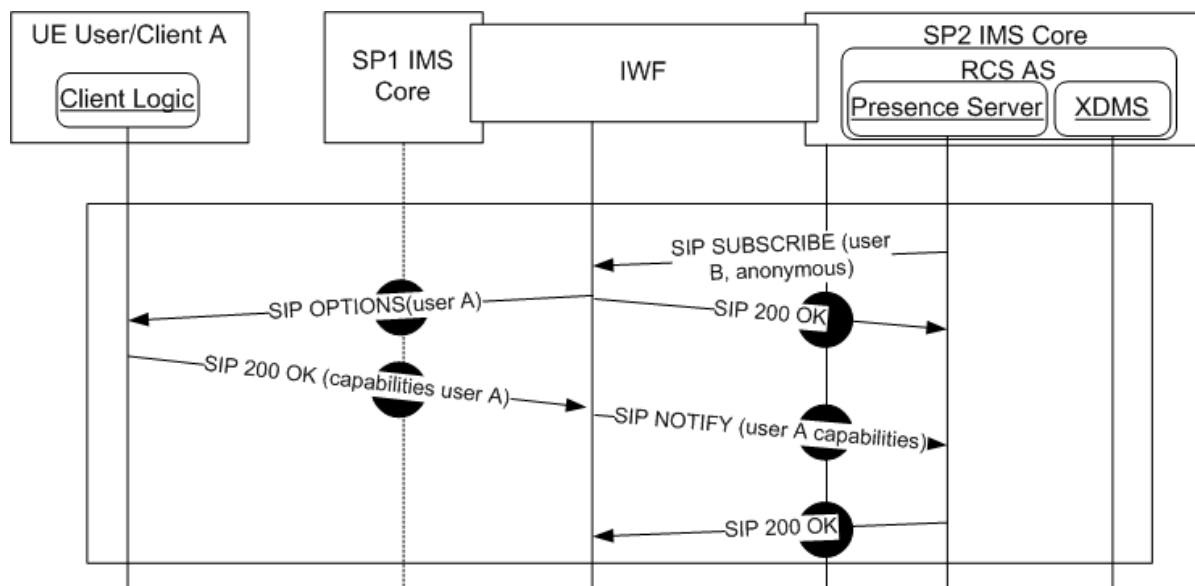 UE User/Client A
Client Logic
SP1 IMS
Core
IWF
SP2 IMS Core
RCS AS
Presence Server
XDMS
SIP SUBSCRIBE (user
B, anonymous)
SIP OPTIONS(user A)
SIP 200 OK
SIP 200 OK (capabilities user A)
SIP NOTIFY (user A capabilities)
SIP 200 OK